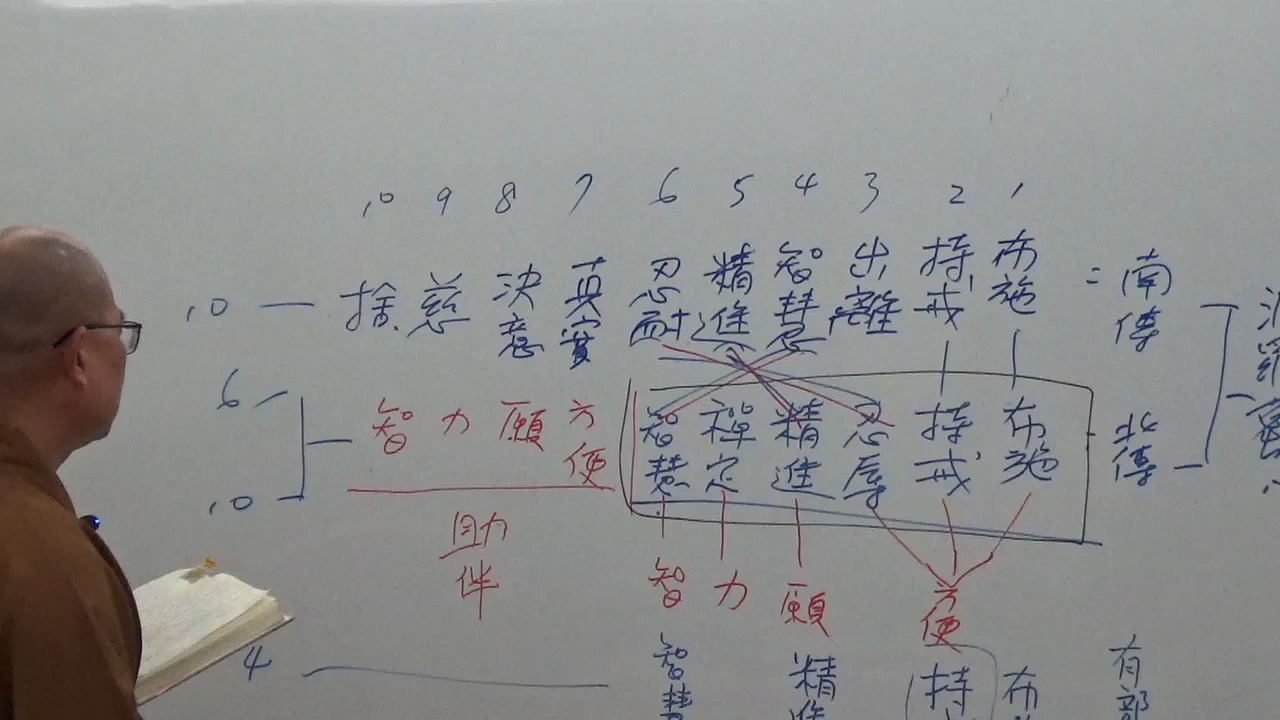 10 9 8 7 6 5 4 3 2 1
10 — 捨 慈 決意 真實 忍耐 精進 智慧 出離 持戒 布施 = 南傳
6
智 力 願 方便 智慧 禪定 精進 忍辱 持戒 布施 北傳
10
助伴
智 力 願 方便
4 智慧 精進 持 布 有部